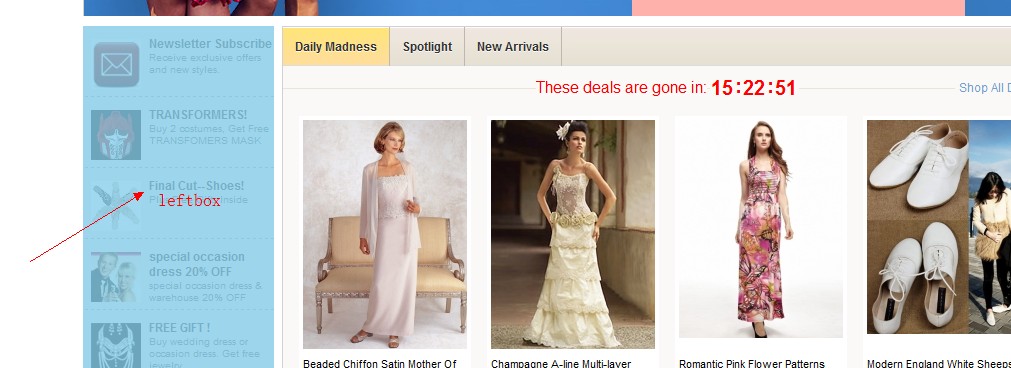 Newsletter Subscribe
Receive exclusive offers
and new styles.
TRANSFORMERS!
Buy 2 costumes, Get Free
TRANSFOMERS MASK
Final Cut--Shoes!
inside
leftbox
special occasion
dress 20% OFF
special occasion dress &
warehouse 20% OFF
FREE GIFT !
Buy wedding dress or
occasion dress, Get free
jewelry
Daily Madness
Spotlight
New Arrivals
These deals are gone in: 15:22:51
Shop All D
Beaded Chiffon Satin Mother Of
Champagne A-line Multi-layer
Romantic Pink Flower Patterns
Modern England White Sheeps